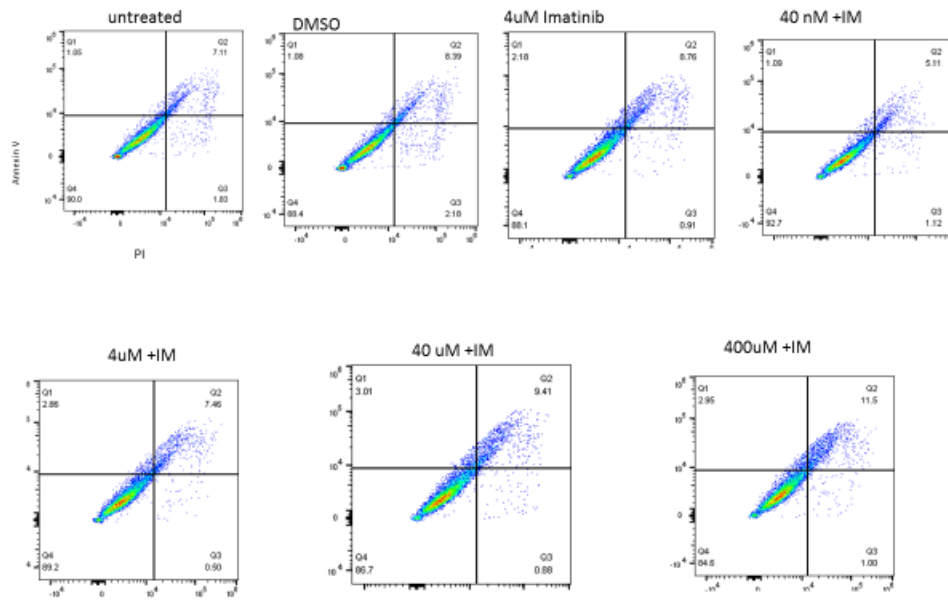 untreated
Q1
1.05
Q2
7.11
Q4
90.0
Q3
1.83
Annexin V
PI
DMSO
Q1
1.08
Q2
8.39
Q4
88.4
Q3
2.18
4uM Imatinib
Q1
2.18
Q2
8.76
Q4
88.1
Q3
0.91
40 nM +IM
Q1
1.09
Q2
5.11
Q4
92.7
Q3
1.12
4uM +IM
Q1
2.86
Q2
7.46
Q4
89.2
Q3
0.50
40 uM +IM
Q1
3.01
Q2
9.41
Q4
86.7
Q3
0.88
400uM +IM
Q1
2.95
Q2
11.5
Q4
84.6
Q3
1.00